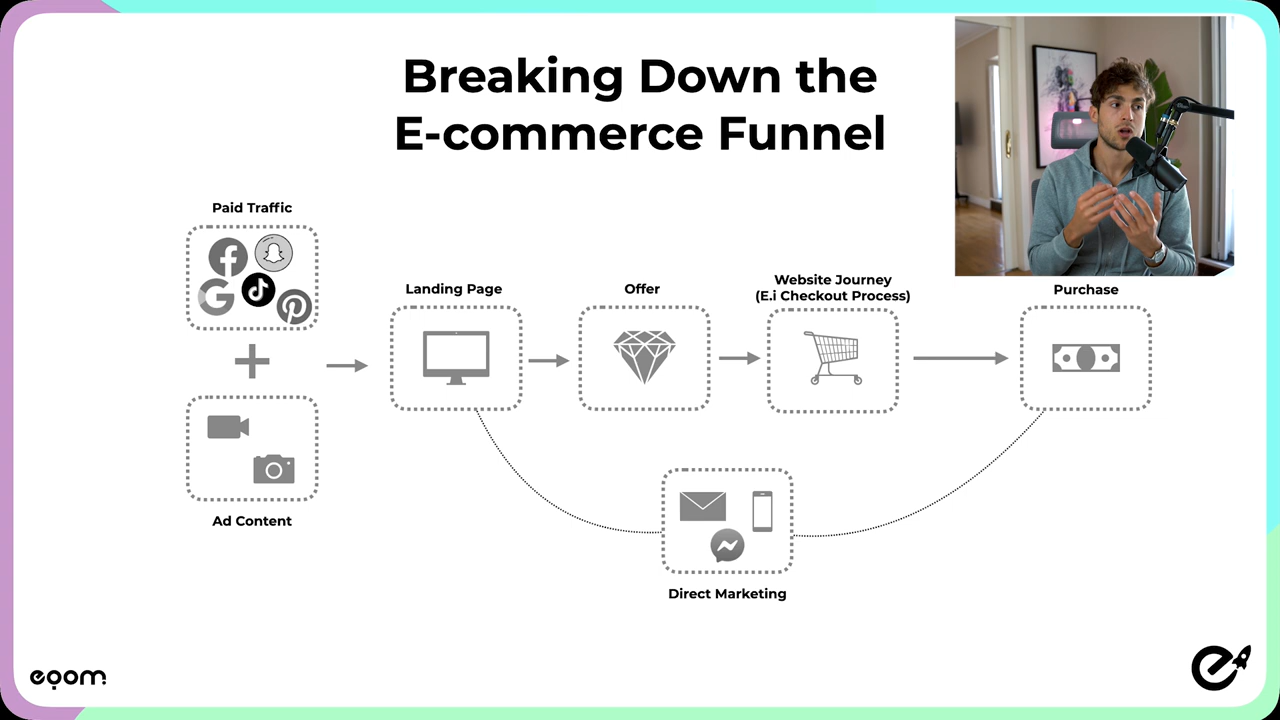 Breaking Down the
E-commerce Funnel
Paid Traffic
Landing Page
Offer
Website Journey
(E.i Checkout Process)
Purchase
Ad Content
Direct Marketing
eqom